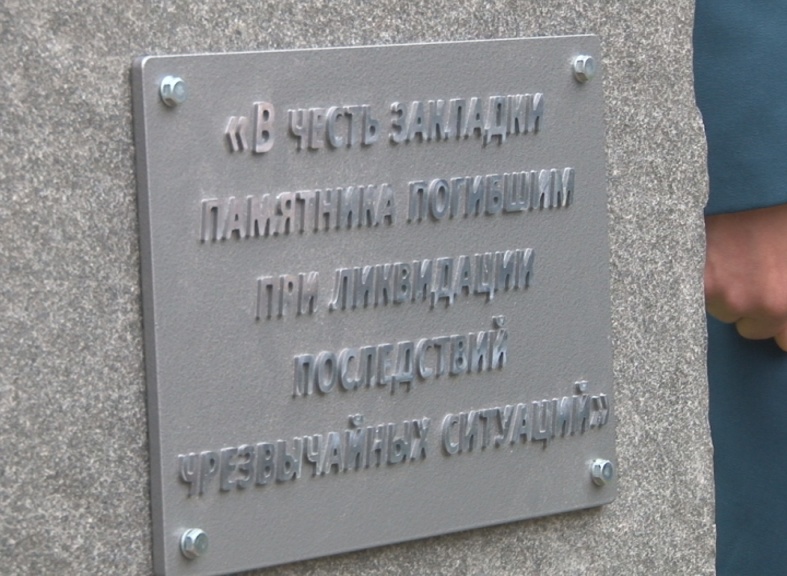 «В ЧЕСТЬ ЗАКЛАДКИ
ПАМЯТНИКА ПОГИБШИМ
ПРИ ЛИКВИДАЦИИ
ПОСЛЕДСТВИЙ
ЧРЕЗВЫЧАЙНЫХ СИТУАЦИЙ»